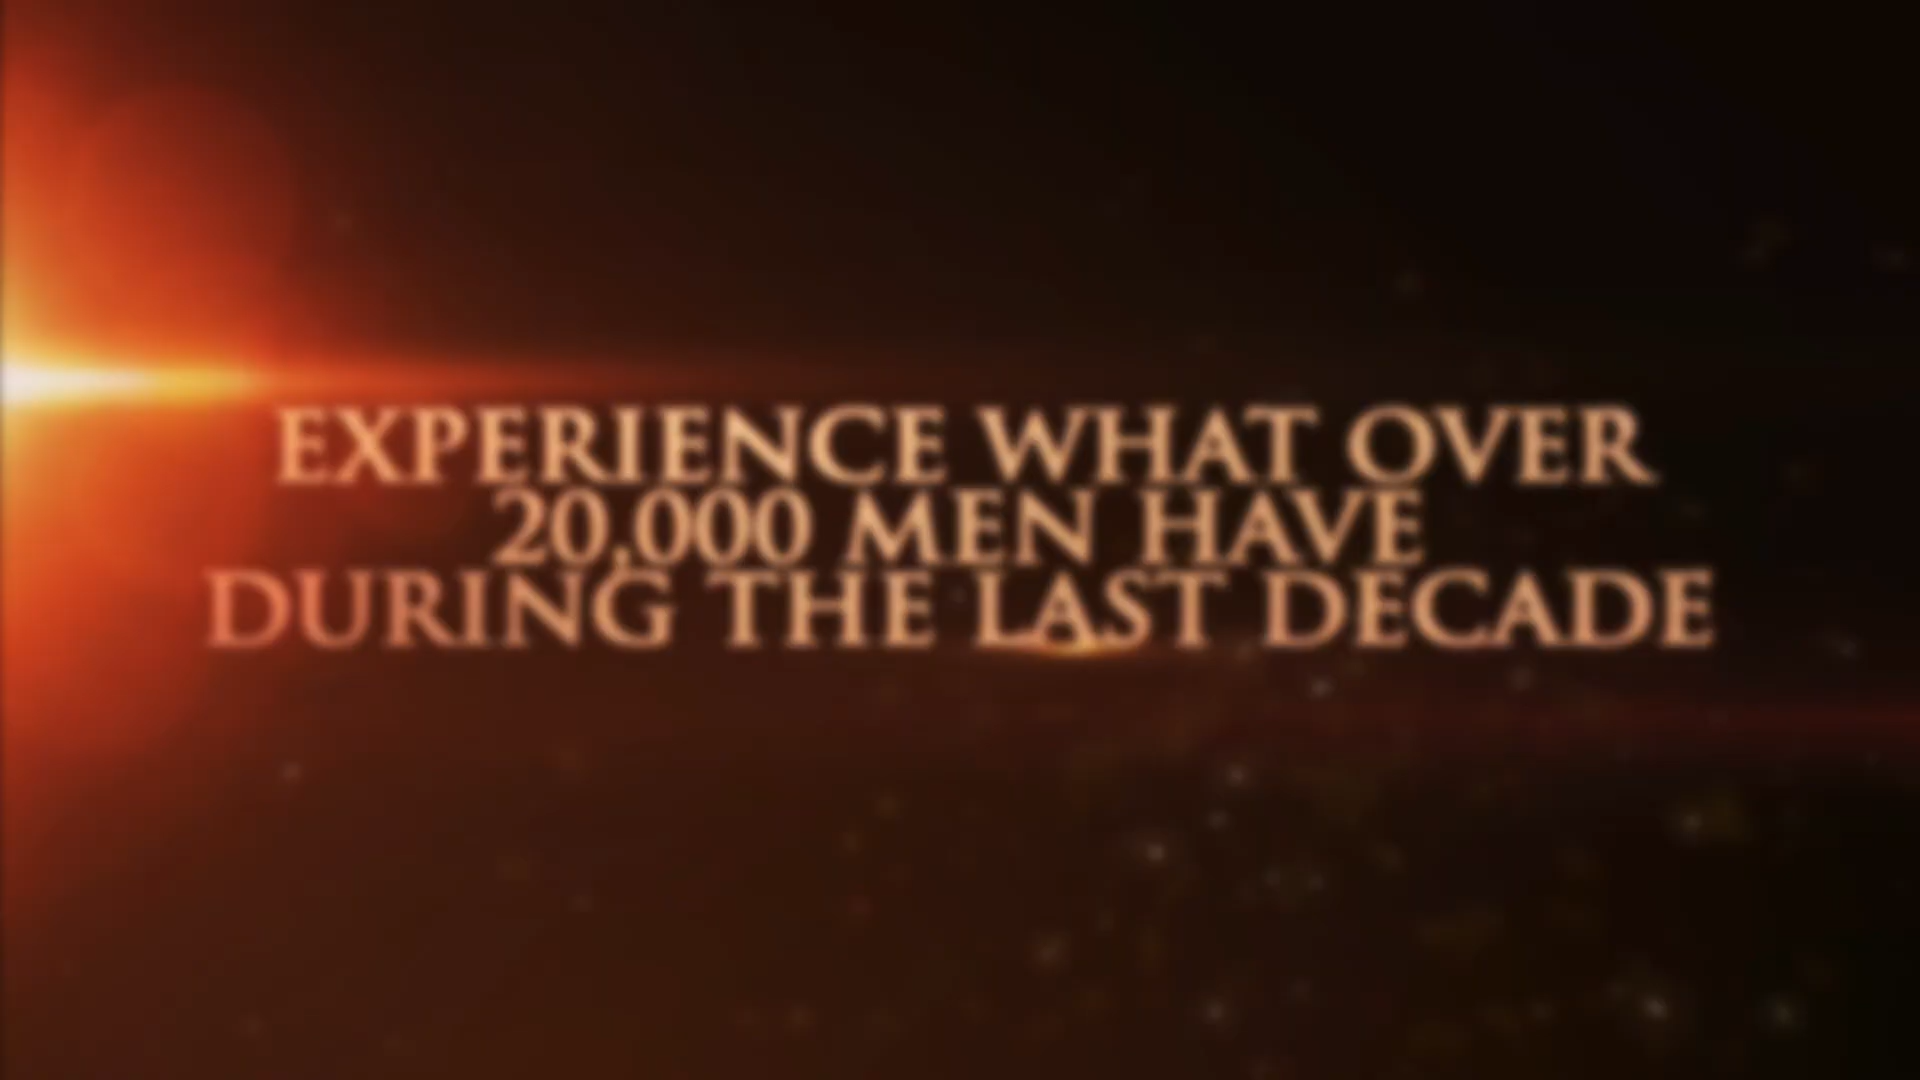 EXPERIENCE WHAT OVER
20,000 MEN HAVE
DURING THE LAST DECADE